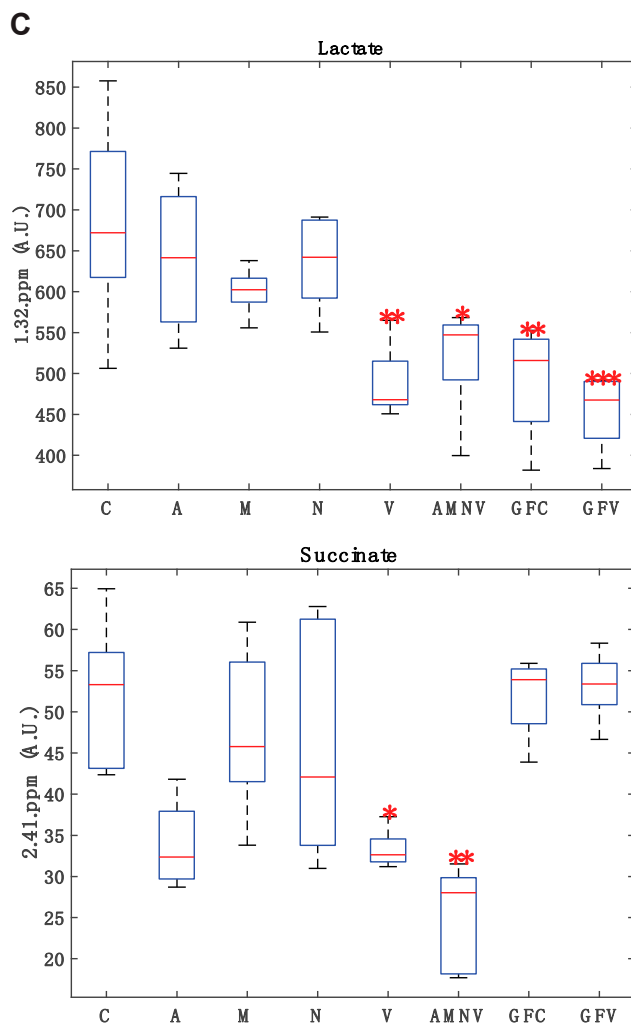 C
Lactate
1.32.ppm (A.U.)
850
800
750
700
650
600
550
500
450
400
** * ** ***
C A M N V AMNV GFC GFV
Succinate
2.41.ppm (A.U.)
65
60
55
50
45
40
35
30
25
20
* **
C A M N V AMNV GFC GFV